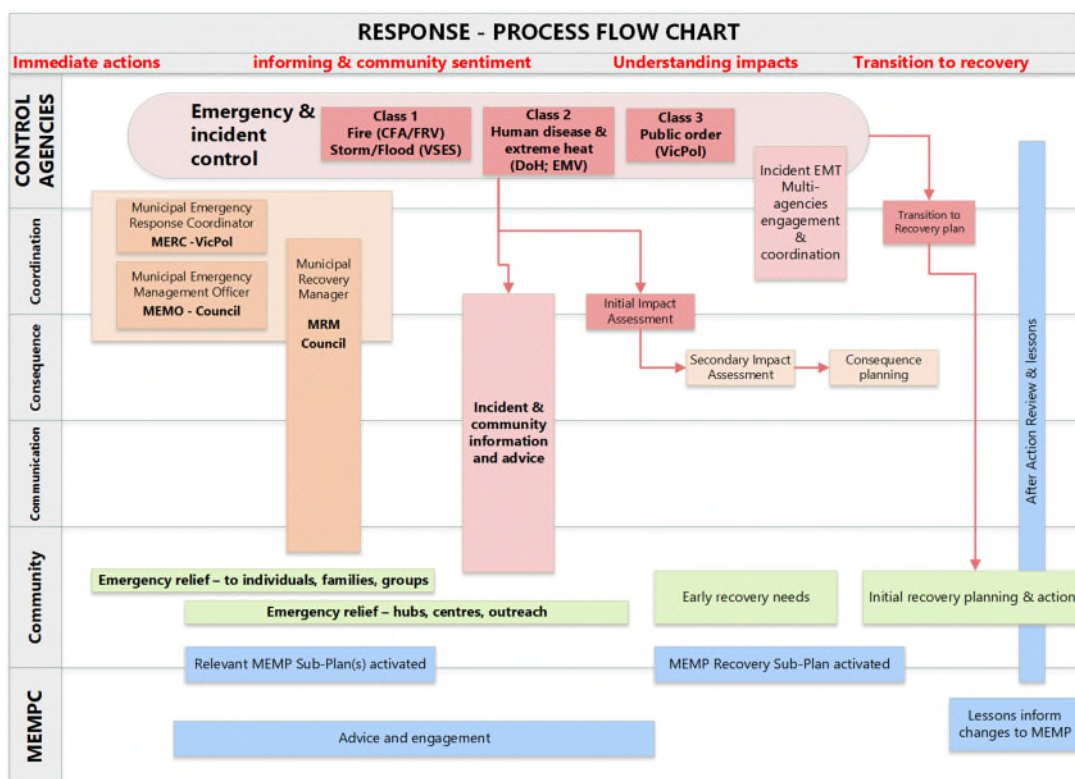 RESPONSE - PROCESS FLOW CHART
Immediate actions
informing & community sentiment
Understanding impacts
Transition to recovery
CONTROL
AGENCIES
Emergency &
incident
control
Class 1
Fire (CFA/FRV)
Storm/Flood (VSES)
Class 2
Human disease &
extreme heat
(DoH; EMV)
Class 3
Public order
(VicPol)
Incident EMT
Multi-
agencies
engagement
&
coordination
Transition to
Recovery plan
Coordination
Municipal Emergency
Response Coordinator
MERC -VicPol
Municipal Emergency
Management Officer
MEMO - Council
Municipal
Recovery
Manager
MRM
Council
Initial Impact
Assessment
Consequence
Secondary Impact
Assessment
Consequence
planning
Incident &
community
information
and advice
After Action Review & lessons
Communication
Community
Emergency relief – to individuals, families, groups
Emergency relief – hubs, centres, outreach
Early recovery needs
Initial recovery planning & action
Relevant MEMP Sub-Plan(s) activated
MEMP Recovery Sub-Plan activated
MEMPC
Advice and engagement
Lessons inform
changes to MEMP